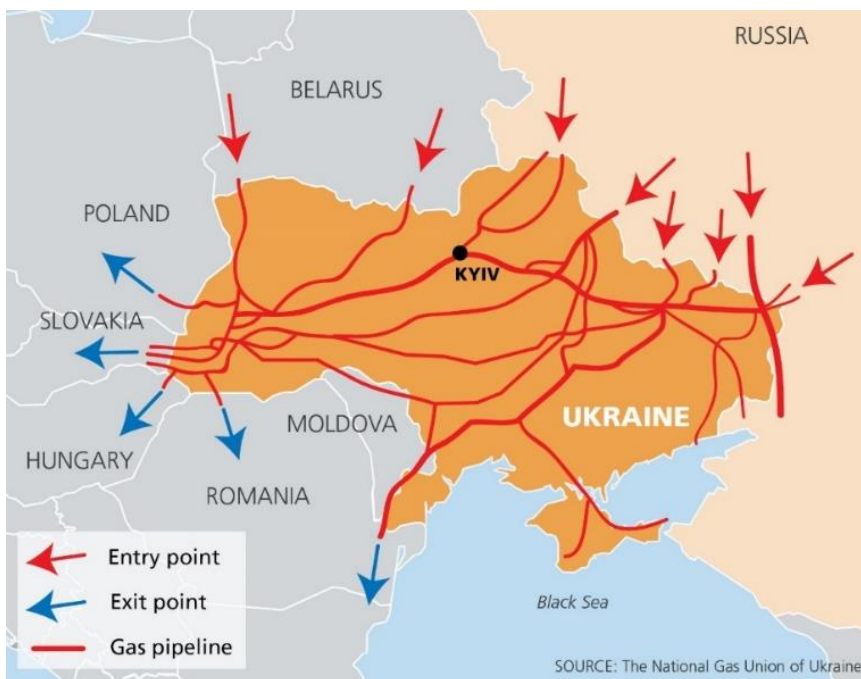 RUSSIA
BELARUS
POLAND
KYIV
SLOVAKIA
UKRAINE
MOLDOVA
HUNGARY
ROMANIA
Entry point
Exit point
Black Sea
Gas pipeline
SOURCE: The National Gas Union of Ukraine